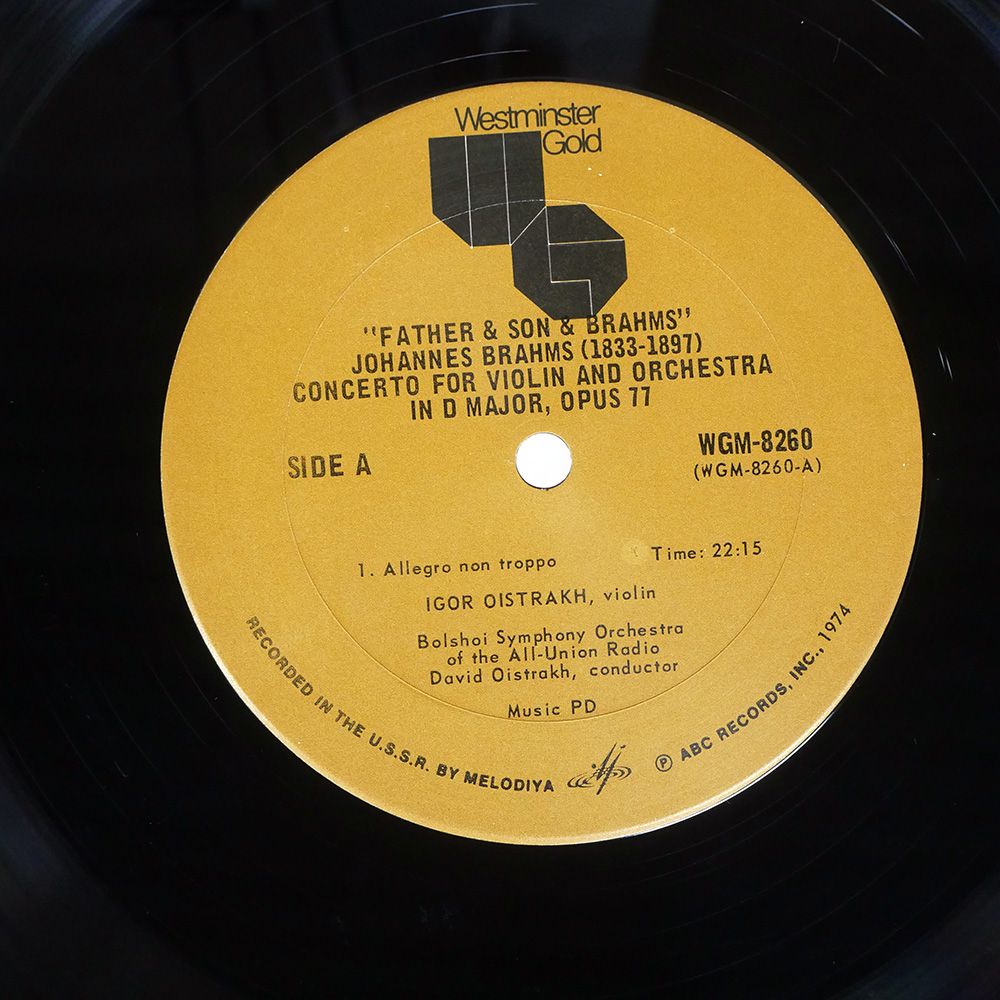 Westminster
Gold
"FATHER & SON & BRAHMS"
JOHANNES BRAHMS (1833-1897)
CONCERTO FOR VIOLIN AND ORCHESTRA
IN D MAJOR, OPUS 77
SIDE A
WGM-8260
(WGM-8260-A)
1. Allegro non troppo Time: 22:15
IGOR OISTRAKH, violin
Bolshoi Symphony Orchestra
of the All-Union Radio
David Oistrakh, conductor
Music PD
RECORDED IN THE U.S.S.R. BY MELODIYA ℗ ABC RECORDS, INC., 1974